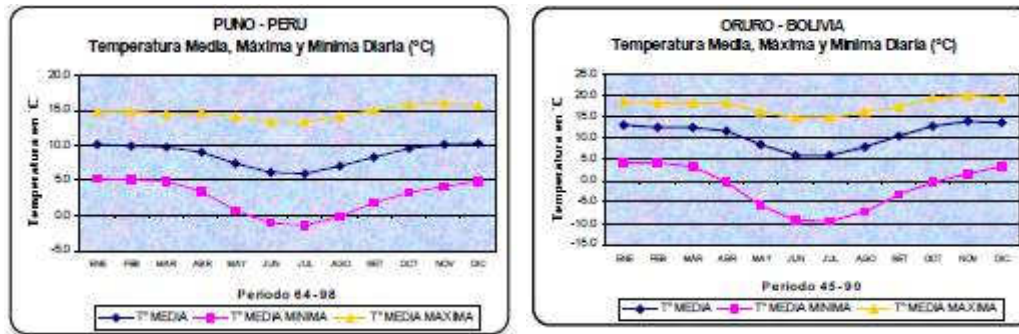 PUNO - PERU
Temperatura Media, Máxima y Mínima Diaria (°C)
Temperatura en °C
20.0
15.0
10.0
5.0
0.0
-5.0
ENE FEB MAR ABR MAY JUN JUL AGO SET OCT NOV DIC
Periodo 64-98
T° MEDIA T° MEDIA MINIMA T° MEDIA MAXIMA
ORURO - BOLIVIA
Temperatura Media, Máxima y Mínima Diaria (°C)
Temperatura en °C
25.0
20.0
15.0
10.0
5.0
0.0
-5.0
-10.0
-15.0
ENE FEB MAR ABR MAY JUN JUL AGO SET OCT NOV DIC
Periodo 45-90
T° MEDIA T° MEDIA MINIMA T° MEDIA MAXIMA